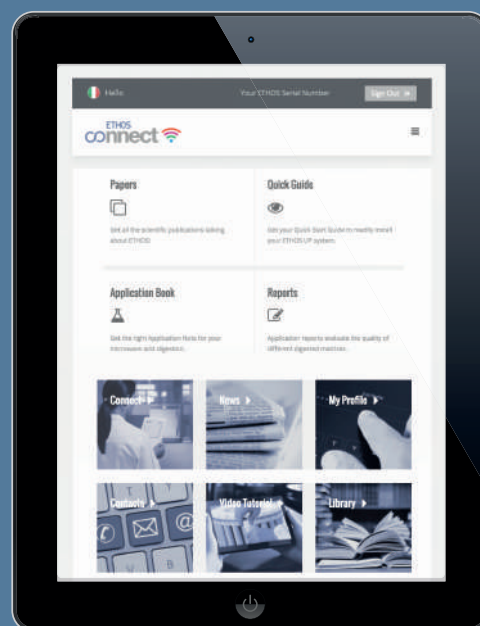 Hello
Your ETHOS Serial Number
Sign Out
ETHOS
connect
Papers
Get all the scientific publications talking
about ETHOS.
Quick Guide
Get your Quick Start Guide to readily install
your ETHOS UP system.
Application Book
Get the right Application Note for your
microwave acid digestion.
Reports
Application reports evaluate the quality of
different digested matrices.
Connect
News
My Profile
Contacts
Video Tutorial
Library
@
V
B